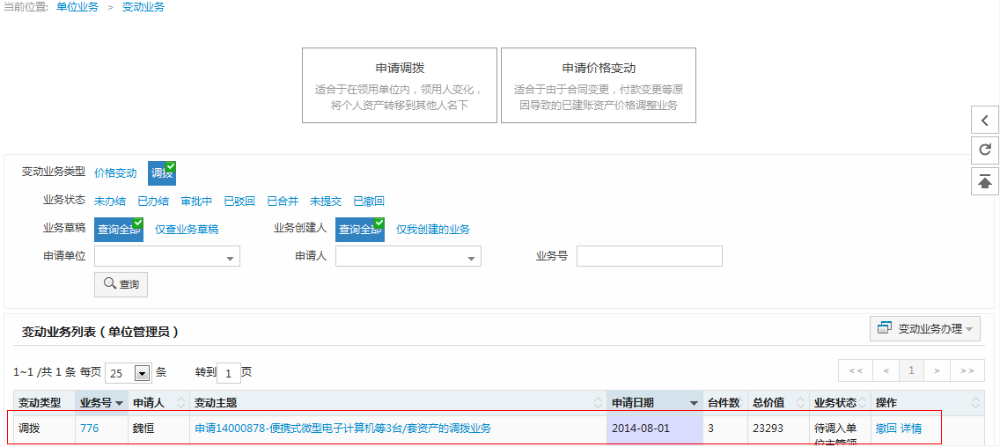 当前位置: 单位业务 > 变动业务
申请调拨
适合于在领用单位内，领用人变化，
将个人资产转移到其他人名下
申请价格变动
适合于由于合同变更，付款变更等原
因导致的已建账资产价格调整业务
变动业务类型 价格变动 调拨
业务状态 未办结 已办结 审批中 已驳回 已合并 未提交 已撤回
业务草稿 查询全部 仅查业务草稿 业务创建人 查询全部 仅我创建的业务
申请单位 申请人 业务号
查询
变动业务列表（单位管理员） 变动业务办理
1~1 /共 1 条 每页 25 条 转到 1 页 << < 1 > >>
变动类型 业务号 申请人 变动主题 申请日期 台件数 总价值 业务状态 操作
调拨 776 魏恒 申请14000878-便携式微型电子计算机等3台/套资产的调拨业务 2014-08-01 3 23293 待调入单 撤回 详情